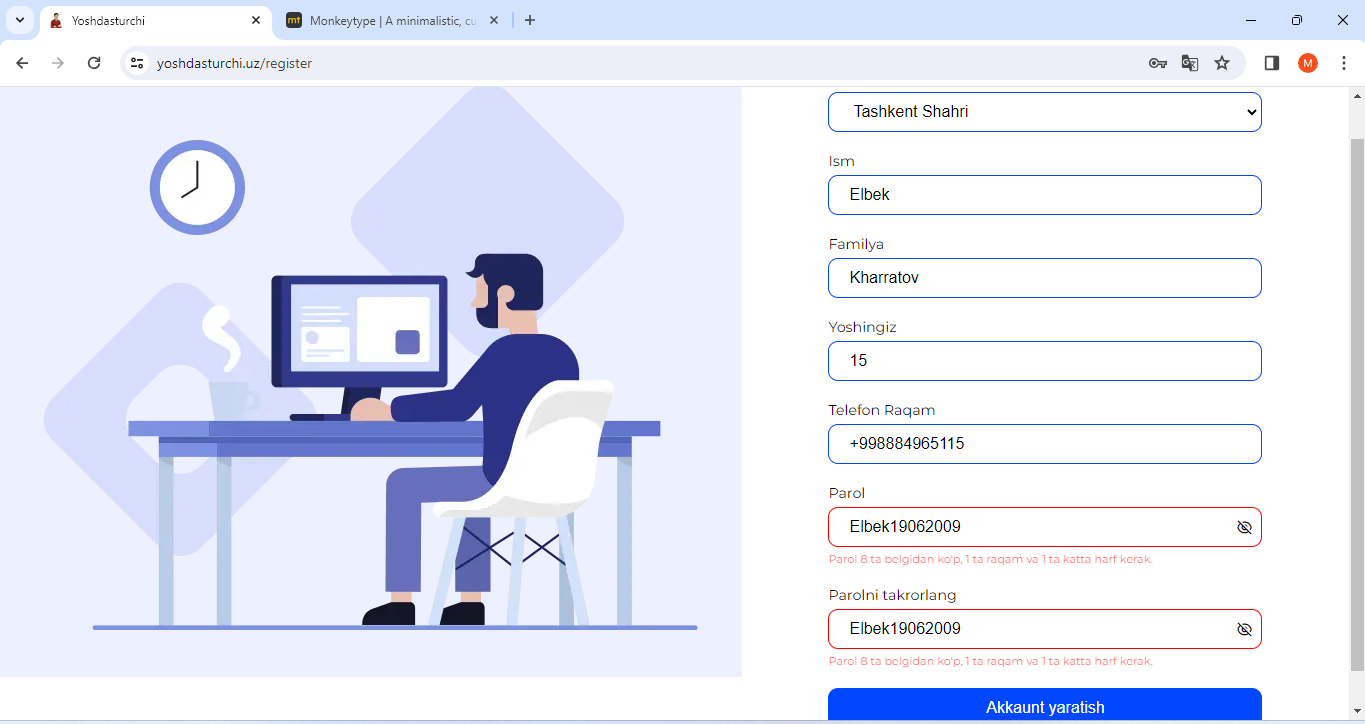 Yoshdasturchi
mt Monkeytype | A minimalistic, cu
yoshdasturchi.uz/register
M
Tashkent Shahri
Ism
Elbek
Familya
Kharratov
Yoshingiz
15
Telefon Raqam
+998884965115
Parol
Elbek19062009
Parol 8 ta belgidan ko'p, 1 ta raqam va 1 ta katta harf kerak.
Parolni takrorlang
Elbek19062009
Parol 8 ta belgidan ko'p, 1 ta raqam va 1 ta katta harf kerak.
Akkaunt yaratish